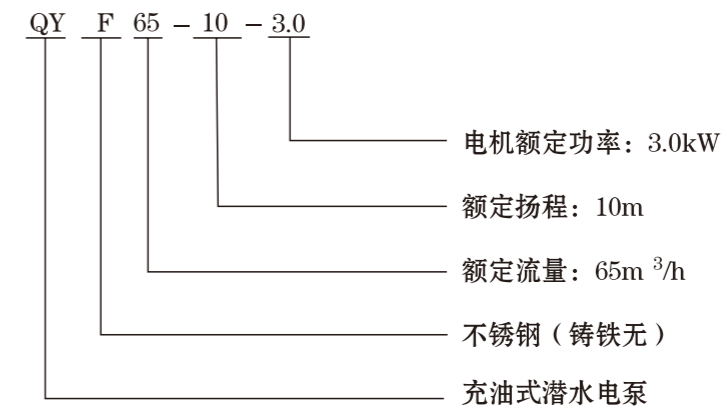 QY F 65 - 10 - 3.0
电机额定功率：3.0kW
额定扬程：10m
额定流量：65m ³/h
不锈钢（铸铁无）
充油式潜水电泵